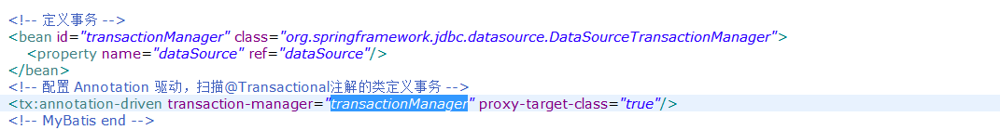 <!-- 定义事务 -->
<bean id="transactionManager" class="org.springframework.jdbc.datasource.DataSourceTransactionManager">
<property name="dataSource" ref="dataSource"/>
</bean>
<!-- 配置 Annotation 驱动，扫描@Transactional注解的类定义事务 -->
<tx:annotation-driven transaction-manager="transactionManager" proxy-target-class="true"/>
<!-- MyBatis end -->